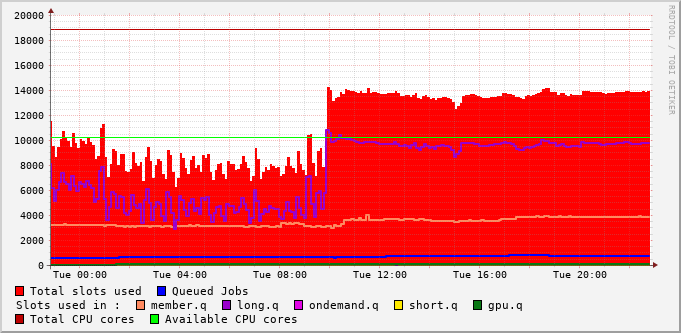 20000
18000
16000
14000
12000
10000
8000
6000
4000
2000
0
Tue 00:00 Tue 04:00 Tue 08:00 Tue 12:00 Tue 16:00 Tue 20:00
Total slots used Queued Jobs
Slots used in : member.q long.q ondemand.q short.q gpu.q
Total CPU cores Available CPU cores
RRDTOOL / TOBI OETIKER